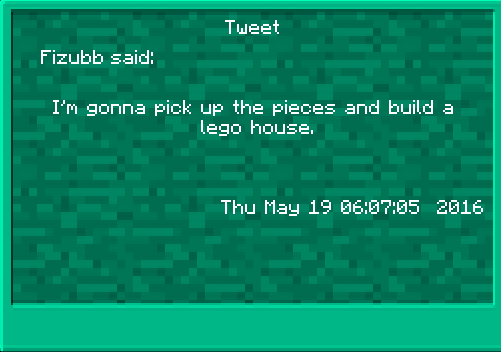 Tweet
Fizubb said:
I'm gonna pick up the pieces and build a
lego house.
Thu May 19 06:07:05  2016